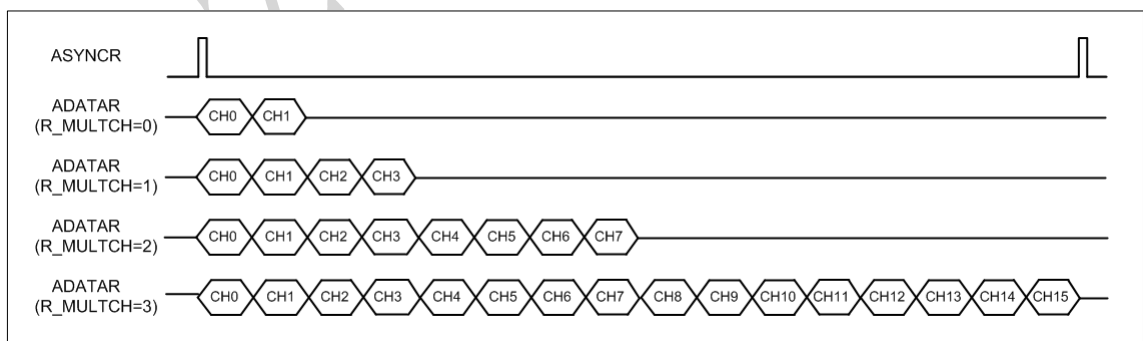 ASYNCR
ADATAR
(R_MULTCH=0)
CH0 CH1
ADATAR
(R_MULTCH=1)
CH0 CH1 CH2 CH3
ADATAR
(R_MULTCH=2)
CH0 CH1 CH2 CH3 CH4 CH5 CH6 CH7
ADATAR
(R_MULTCH=3)
CH0 CH1 CH2 CH3 CH4 CH5 CH6 CH7 CH8 CH9 CH10 CH11 CH12 CH13 CH14 CH15